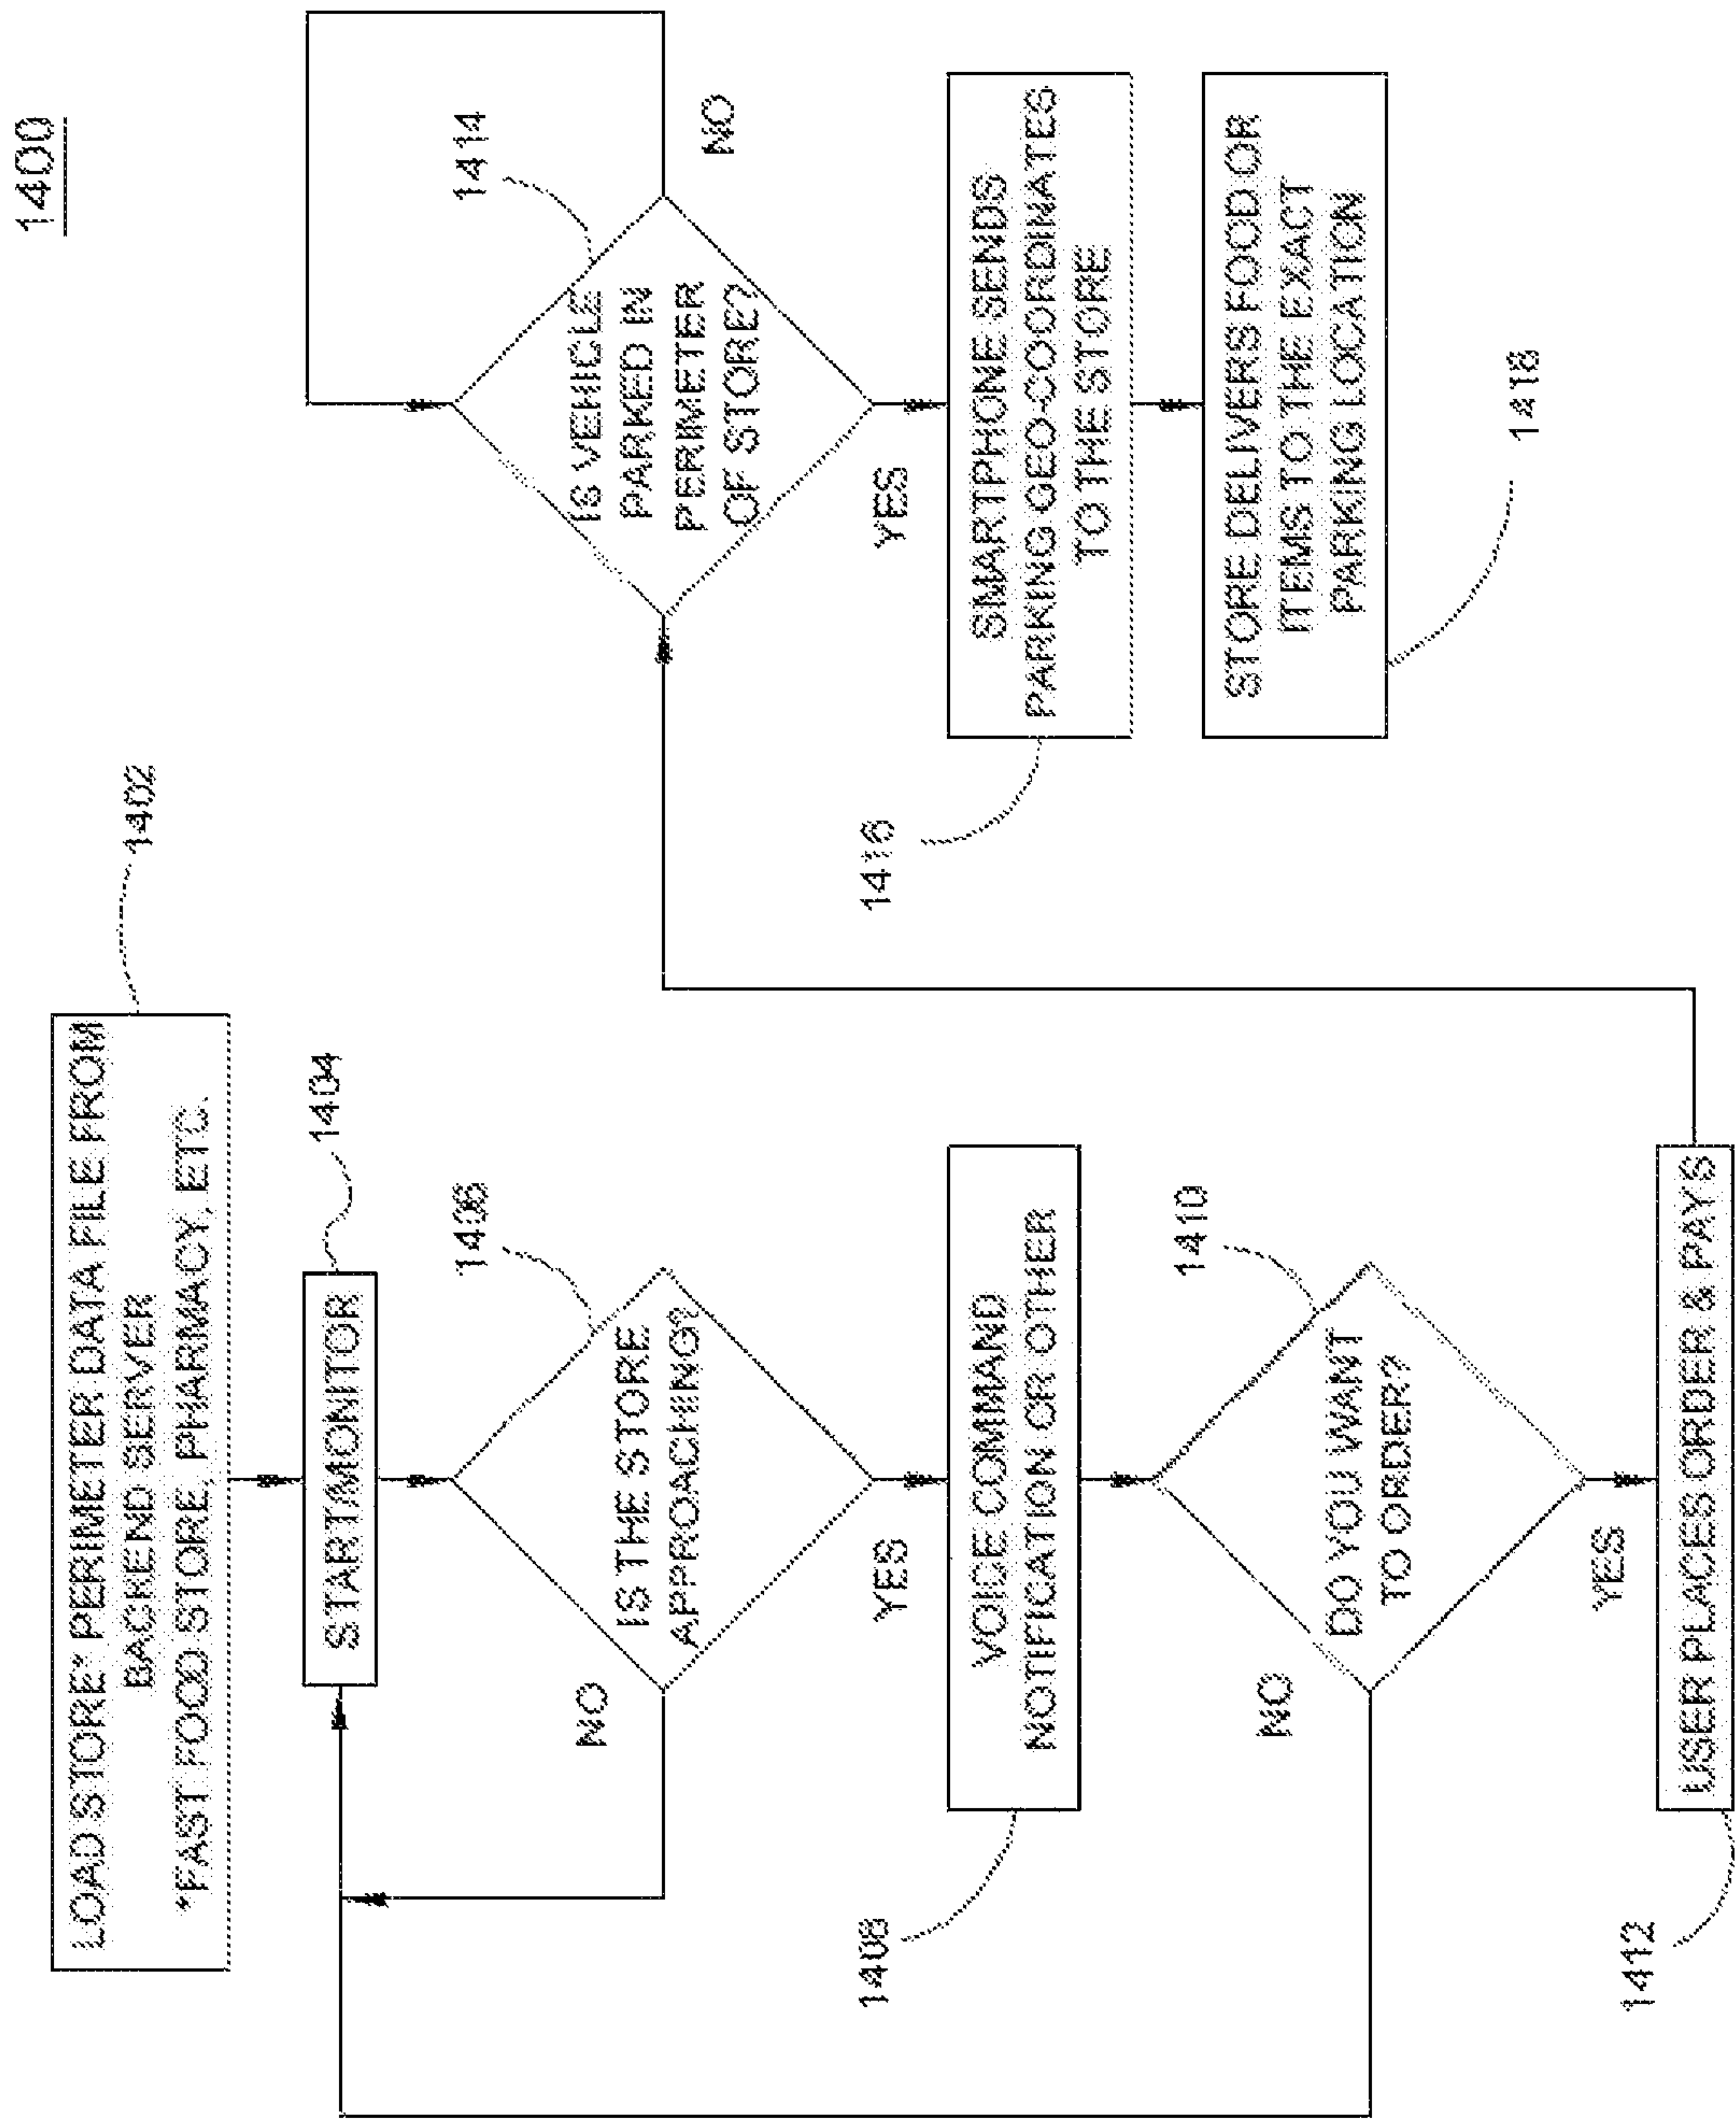 1400
LOAD STORE* PERIMETER DATA FILE FROM
BACKEND SERVER
*FAST FOOD STORE, PHARMACY, ETC.
1402
START/MONITOR
1404
IS THE STORE
APPROACHING?
1406
NO
YES
VOICE COMMAND
NOTIFICATION OR OTHER
1408
DO YOU WANT
TO ORDER?
1410
NO
YES
USER PLACES ORDER & PAYS
1412
IS VEHICLE
PARKED IN
PERIMETER
OF STORE?
1414
NO
YES
SMARTPHONE SENDS
PARKING GEO-COORDINATES
TO THE STORE
1416
STORE DELIVERS FOOD OR
ITEMS TO THE EXACT
PARKING LOCATION
1418